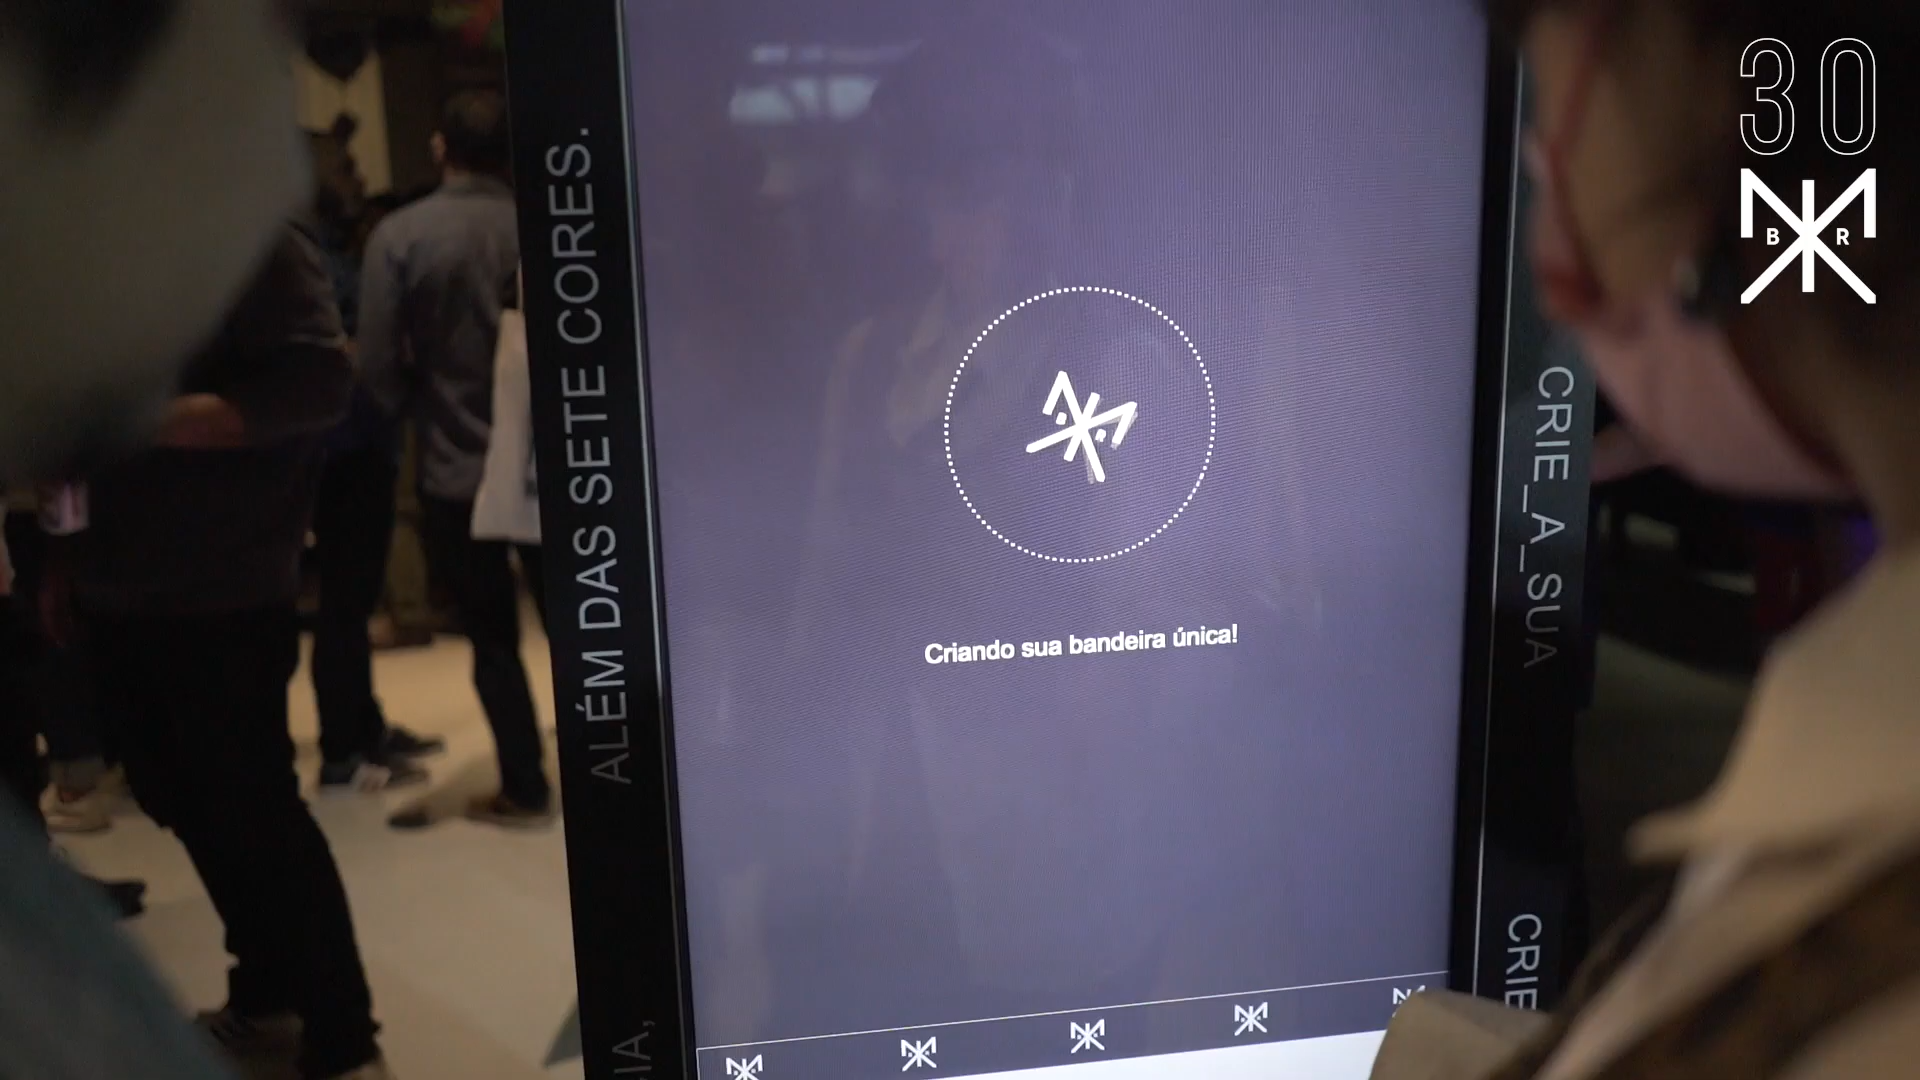 30
B R
ALÉM DAS SETE CORES.
CRIE_A_SUA
Criando sua bandeira única!
CRIE
IA,